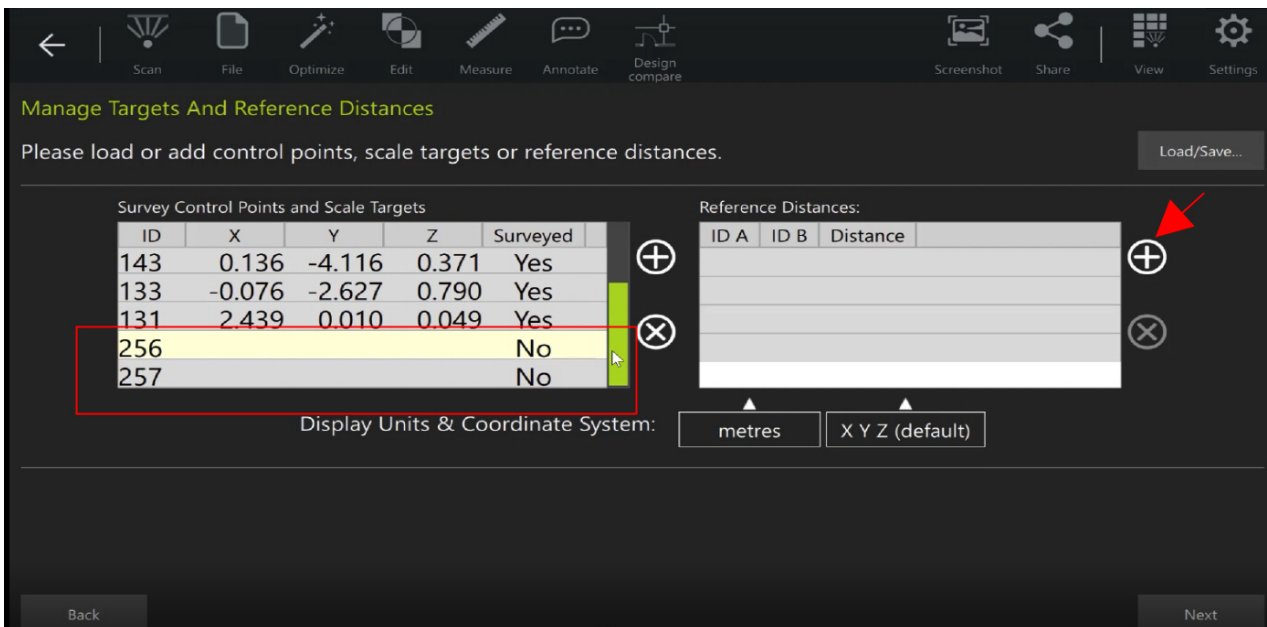 Scan File Optimize Edit Measure Annotate Design compare Screenshot Share View Settings
Manage Targets And Reference Distances
Please load or add control points, scale targets or reference distances.
Load/Save...
Survey Control Points and Scale Targets
ID X Y Z Surveyed
143 0.136 -4.116 0.371 Yes
133 -0.076 -2.627 0.790 Yes
131 2.439 0.010 0.049 Yes
256 No
257 No
Reference Distances:
ID A ID B Distance
Display Units & Coordinate System: metres X Y Z (default)
Back Next